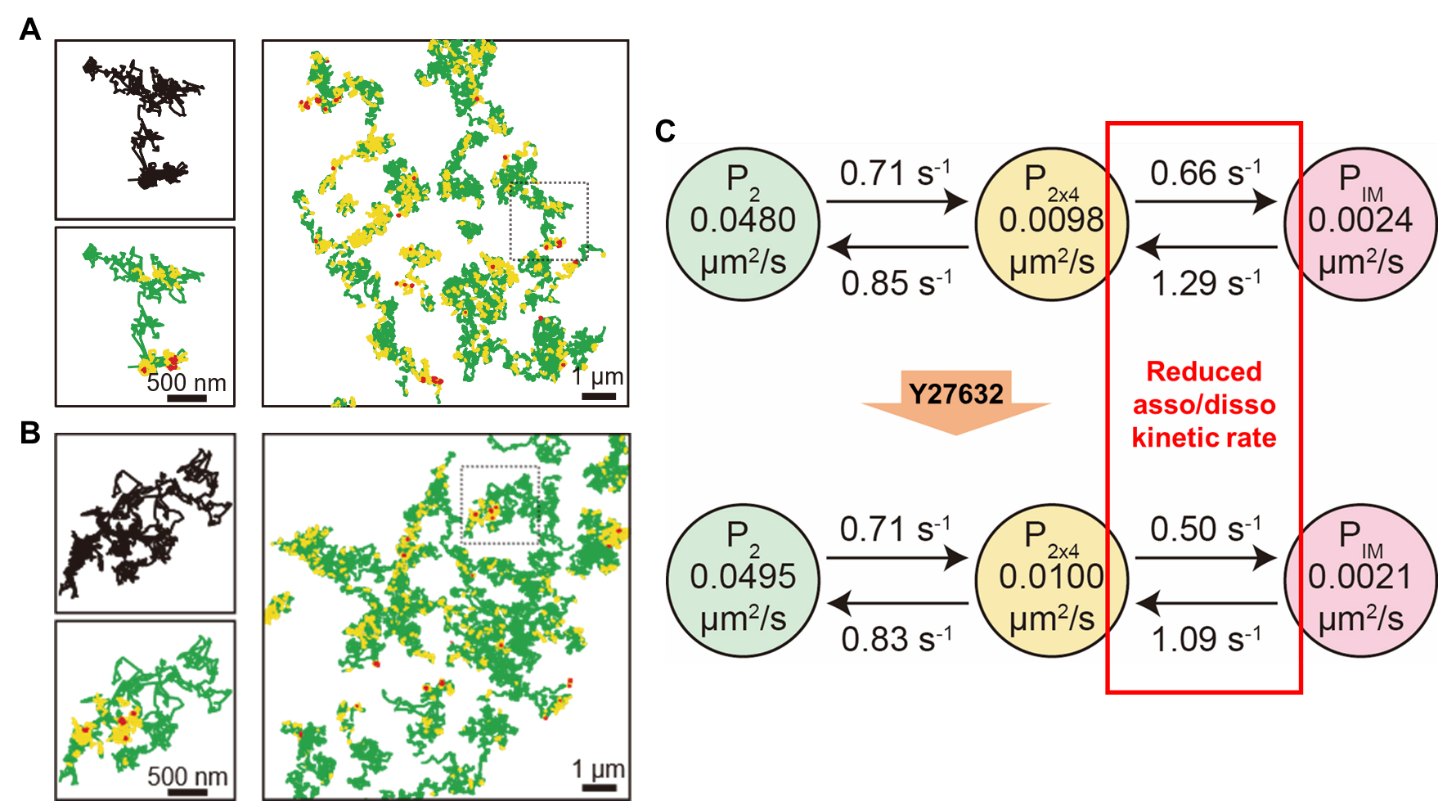 A
500 nm
1 µm
B
500 nm
1 µm
C
P2
0.0480
µm²/s
0.71 s⁻¹
0.85 s⁻¹
P2x4
0.0098
µm²/s
0.66 s⁻¹
1.29 s⁻¹
PIM
0.0024
µm²/s
Y27632
Reduced
asso/disso
kinetic rate
P2
0.0495
µm²/s
0.71 s⁻¹
0.83 s⁻¹
P2x4
0.0100
µm²/s
0.50 s⁻¹
1.09 s⁻¹
PIM
0.0021
µm²/s